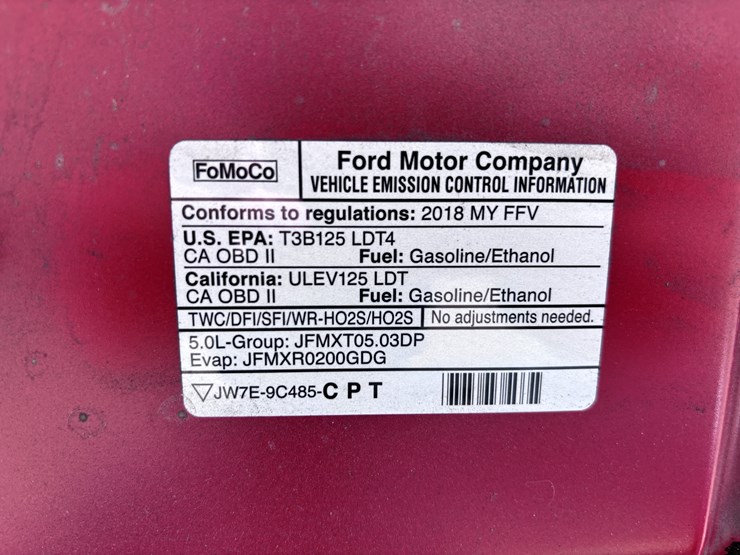 FoMoCo
Ford Motor Company
VEHICLE EMISSION CONTROL INFORMATION
Conforms to regulations: 2018 MY FFV
U.S. EPA: T3B125 LDT4
CA OBD II Fuel: Gasoline/Ethanol
California: ULEV125 LDT
CA OBD II Fuel: Gasoline/Ethanol
TWC/DFI/SFI/WR-HO2S/HO2S No adjustments needed.
5.0L-Group: JFMXT05.03DP
Evap: JFMXR0200GDG
▽JW7E-9C485-C P T